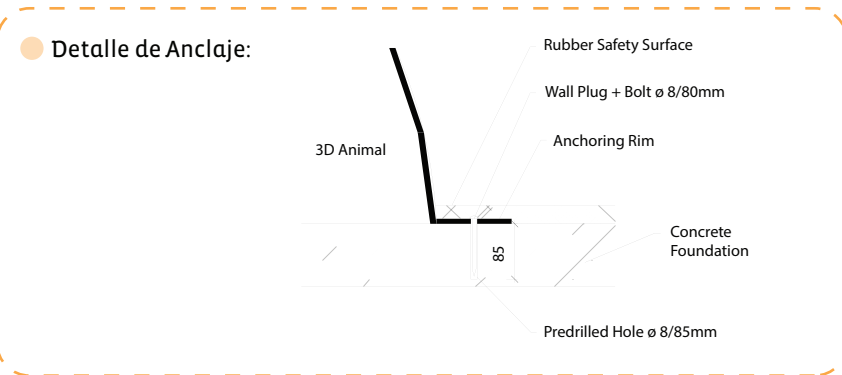 Detalle de Anclaje:
Rubber Safety Surface
Wall Plug + Bolt ø 8/80mm
Anchoring Rim
3D Animal
Concrete
Foundation
85
Predrilled Hole ø 8/85mm